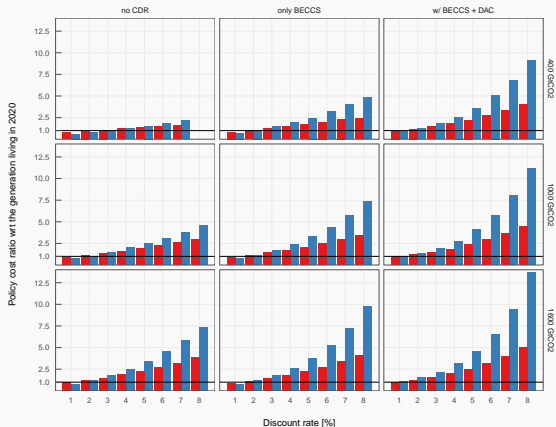 no CDR
only BECCS
w/ BECCS + DAC
12.5
10.0
7.5
5.0
2.5
1.0
400 GtCO2
12.5
10.0
7.5
5.0
2.5
1.0
1000 GtCO2
12.5
10.0
7.5
5.0
2.5
1.0
1600 GtCO2
Policy cost ratio wrt the generation living in 2020
1 2 3 4 5 6 7 8
1 2 3 4 5 6 7 8
1 2 3 4 5 6 7 8
Discount rate [%]